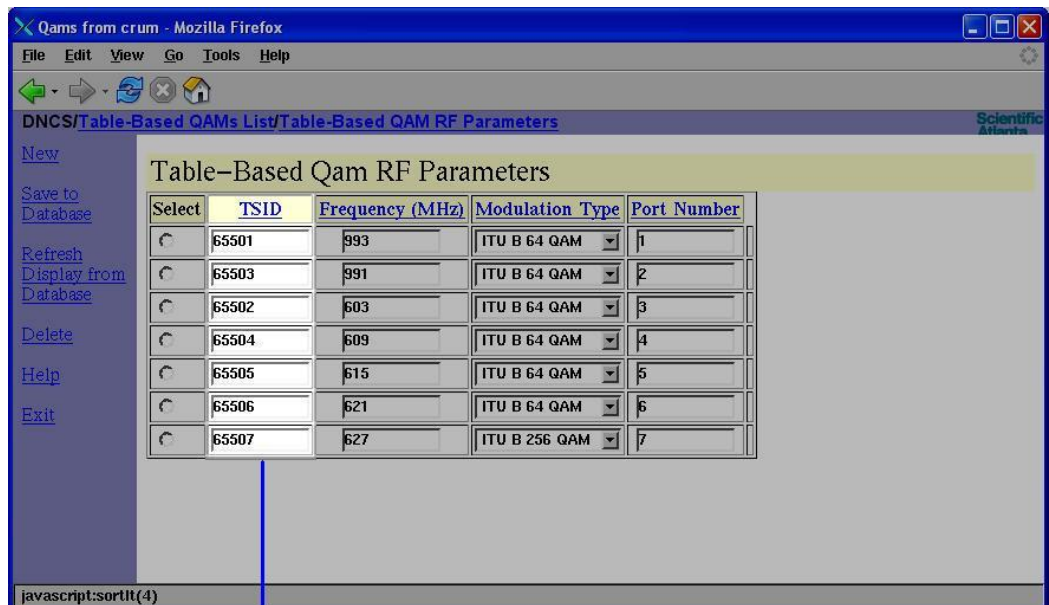 Qams from crum - Mozilla Firefox
File Edit View Go Tools Help
DNCS/Table-Based QAMs List/Table-Based QAM RF Parameters
Scientific
Atlanta
New
Save to
Database
Refresh
Display from
Database
Delete
Help
Exit
Table-Based Qam RF Parameters
Select TSID Frequency (MHz) Modulation Type Port Number
65501 993 ITU B 64 QAM 1
65503 991 ITU B 64 QAM 2
65502 603 ITU B 64 QAM 3
65504 609 ITU B 64 QAM 4
65505 615 ITU B 64 QAM 5
65506 621 ITU B 64 QAM 6
65507 627 ITU B 256 QAM 7
javascript:sortIt(4)